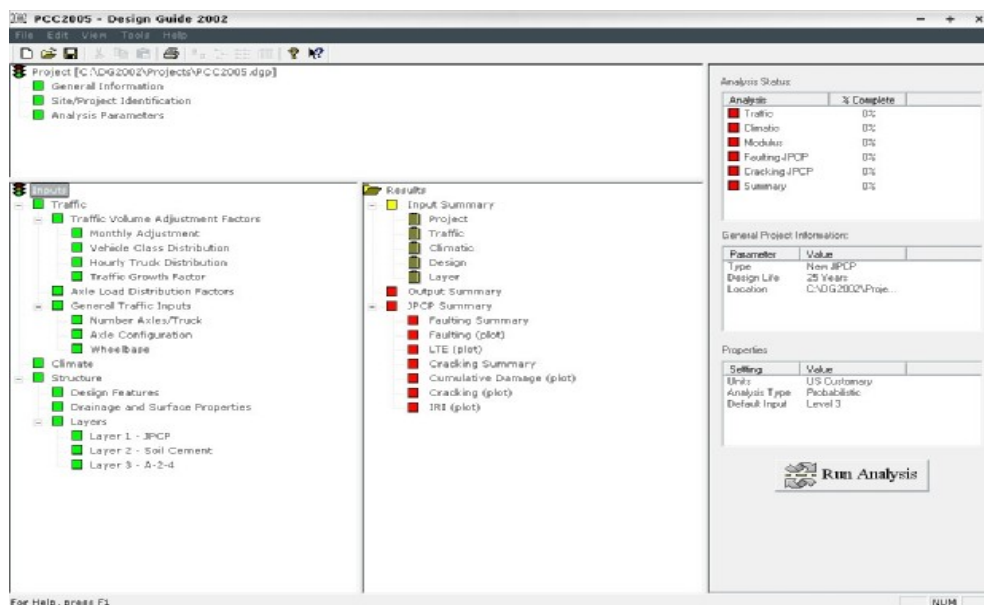 PCC2005 - Design Guide 2002
File Edit View Tools Help
Project [C:\DG2002\Projects\PCC2005.dgp]
General Information
Site/Project Identification
Analysis Parameters
Inputs
Traffic
Traffic Volume Adjustment Factors
Monthly Adjustment
Vehicle Class Distribution
Hourly Truck Distribution
Traffic Growth Factor
Axle Load Distribution Factors
General Traffic Inputs
Number Axles/Truck
Axle Configuration
Wheelbase
Climate
Structure
Design Features
Drainage and Surface Properties
Layers
Layer 1 - JPCP
Layer 2 - Soil Cement
Layer 3 - A-2-4
Results
Input Summary
Project
Traffic
Climatic
Design
Layer
Output Summary
JPCP Summary
Faulting Summary
Faulting (plot)
LTE (plot)
Cracking Summary
Cumulative Damage (plot)
Cracking (plot)
IRI (plot)
Analysis Status:
Analysis % Complete
Traffic 0%
Climatic 0%
Modulus 0%
Faulting JPCP 0%
Cracking JPCP 0%
Summary 0%
General Project Information:
Parameter Value
Type New JPCP
Design Life 25 Years
Location C:\DG2002\Proje...
Properties
Setting Value
Units US Customary
Analysis Type Probabilistic
Default Input Level 3
Run Analysis
For Help, press F1
NUM